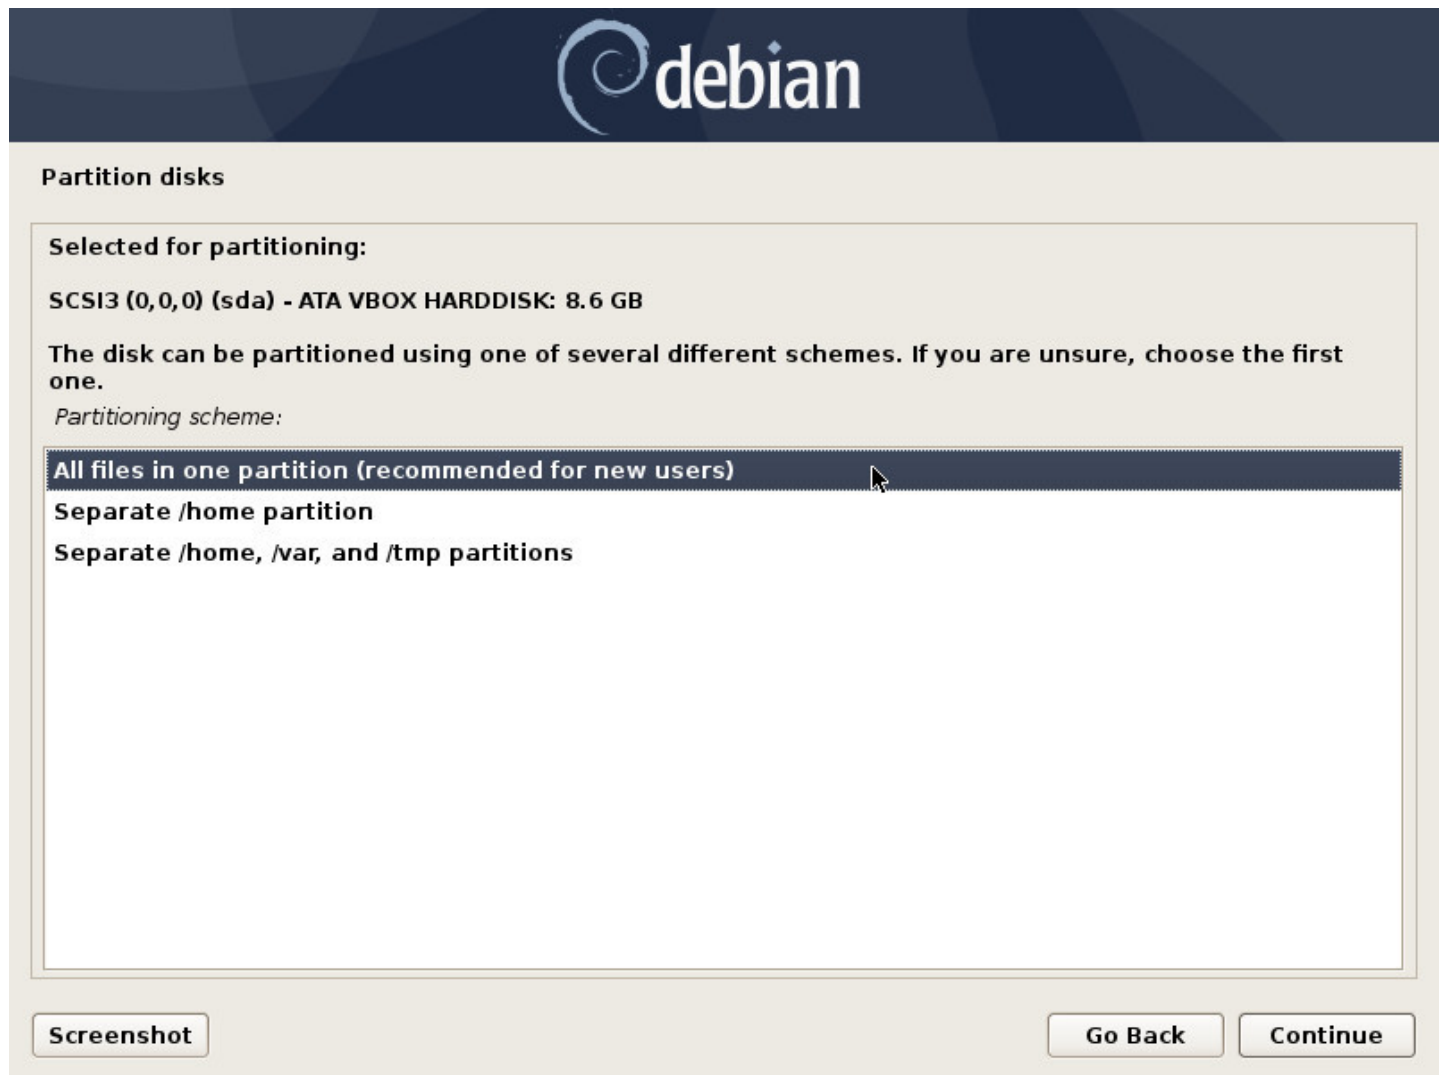 debian
Partition disks
Selected for partitioning:
SCSI3 (0,0,0) (sda) - ATA VBOX HARDDISK: 8.6 GB
The disk can be partitioned using one of several different schemes. If you are unsure, choose the first
one.
Partitioning scheme:
All files in one partition (recommended for new users)
Separate /home partition
Separate /home, /var, and /tmp partitions
Screenshot
Go Back
Continue